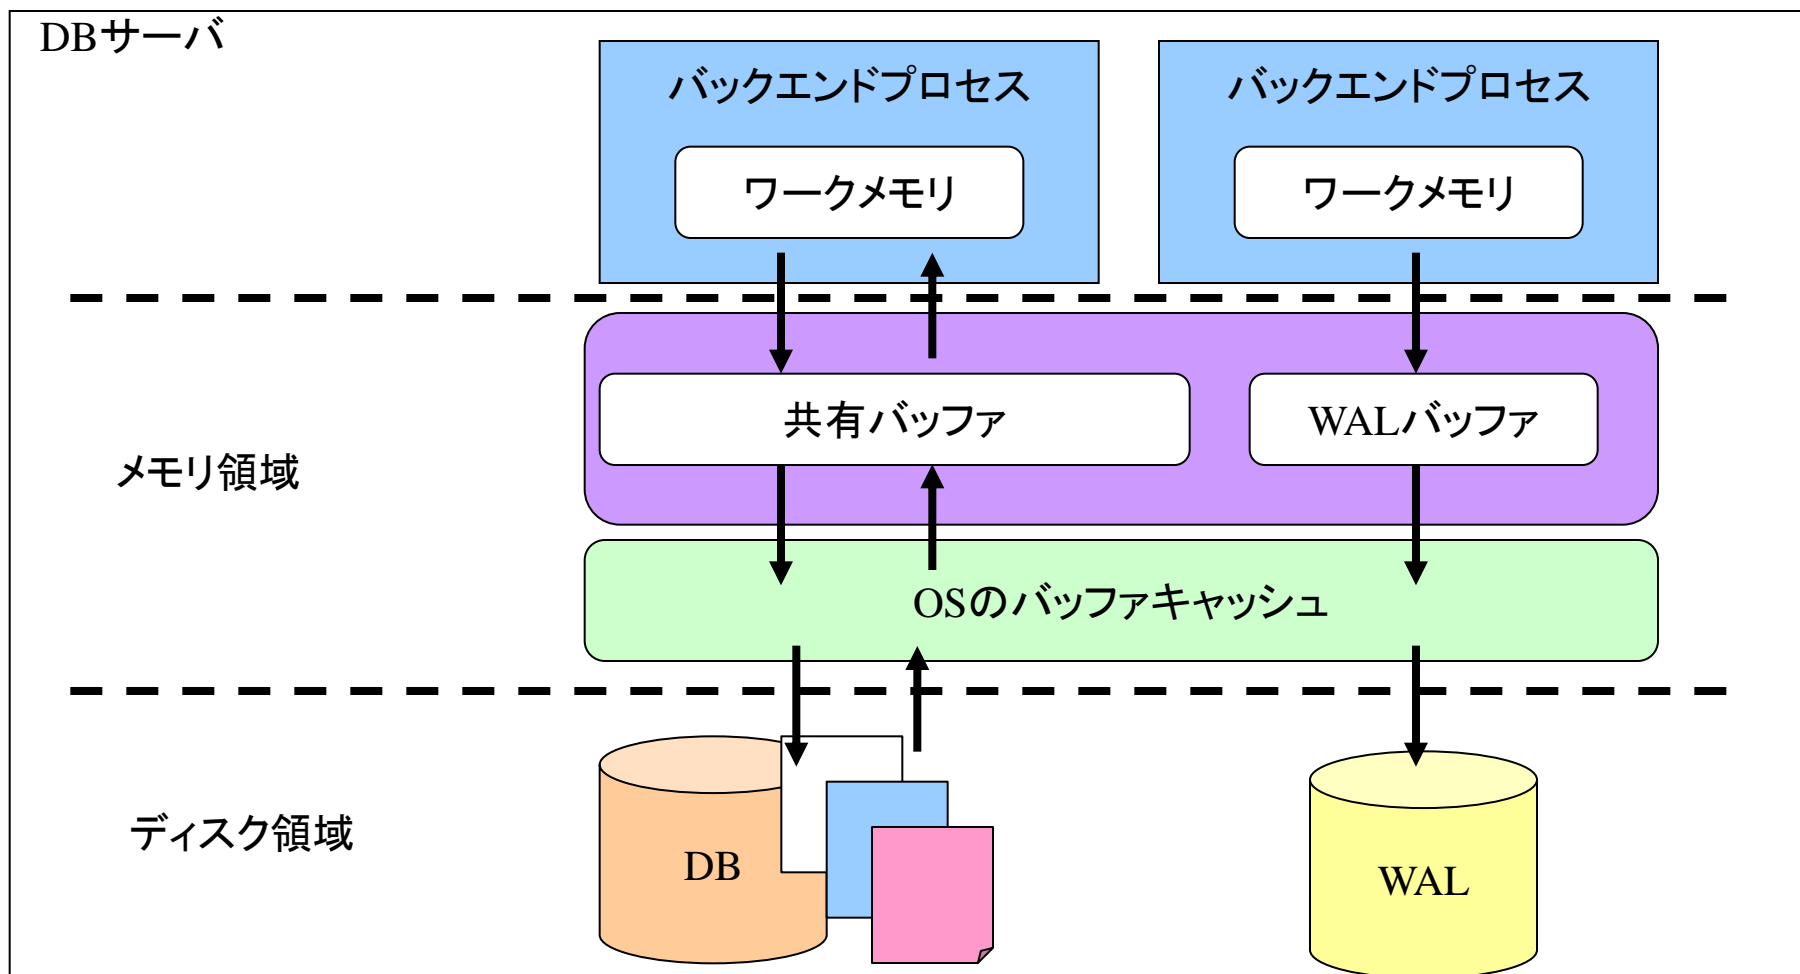 DBサーバ
バックエンドプロセス
バックエンドプロセス
ワークメモリ
ワークメモリ
共有バッファ
WALバッファ
メモリ領域
OSのバッファキャッシュ
ディスク領域
DB
WAL